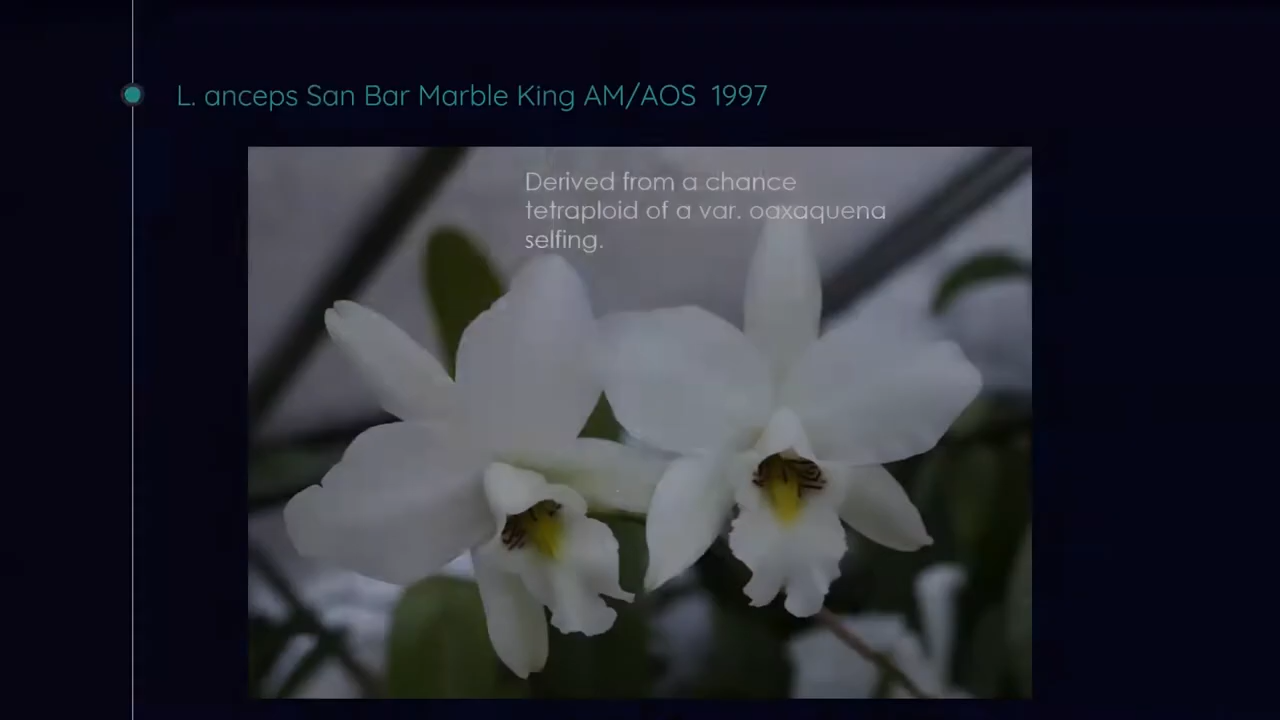 L. anceps San Bar Marble King AM/AOS 1997
Derived from a chance
tetraploid of a var. oaxaquena
selfing.